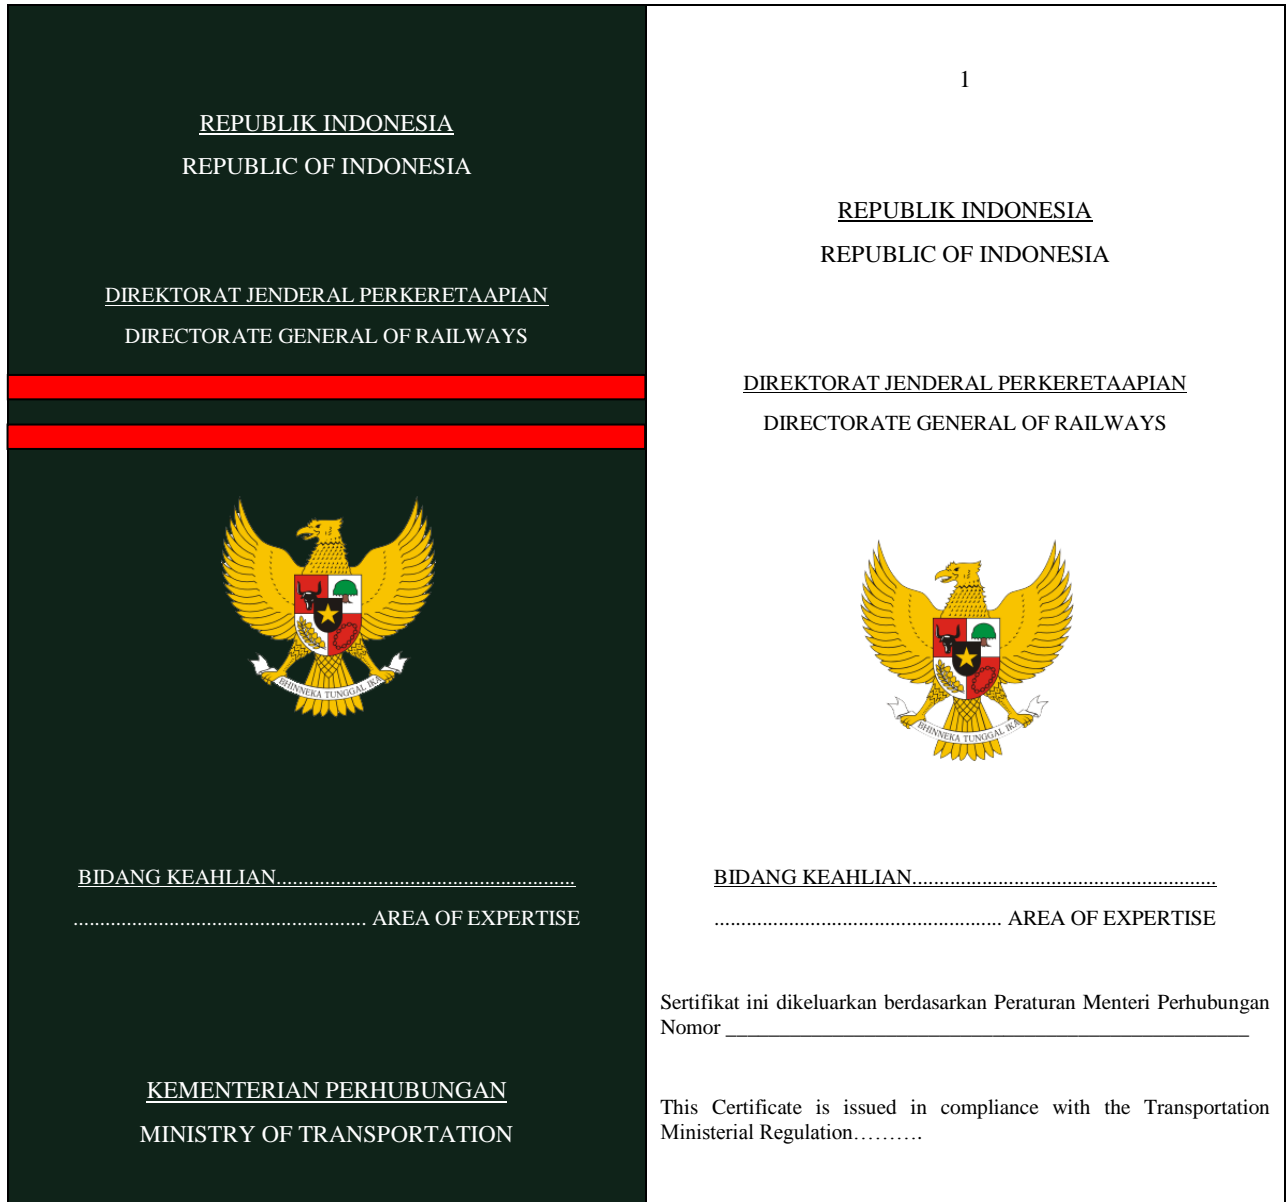 REPUBLIK INDONESIA
REPUBLIC OF INDONESIA
DIREKTORAT JENDERAL PERKERETAAPIAN
DIRECTORATE GENERAL OF RAILWAYS
BHINNEKA TUNGGAL IKA
BIDANG KEAHLIAN........................................................
....................................................... AREA OF EXPERTISE
KEMENTERIAN PERHUBUNGAN
MINISTRY OF TRANSPORTATION
1
REPUBLIK INDONESIA
REPUBLIC OF INDONESIA
DIREKTORAT JENDERAL PERKERETAAPIAN
DIRECTORATE GENERAL OF RAILWAYS
BHINNEKA TUNGGAL IKA
BIDANG KEAHLIAN.........................................................
...................................................... AREA OF EXPERTISE
Sertifikat ini dikeluarkan berdasarkan Peraturan Menteri Perhubungan
Nomor __________________________________________________
This Certificate is issued in compliance with the Transportation
Ministerial Regulation……….